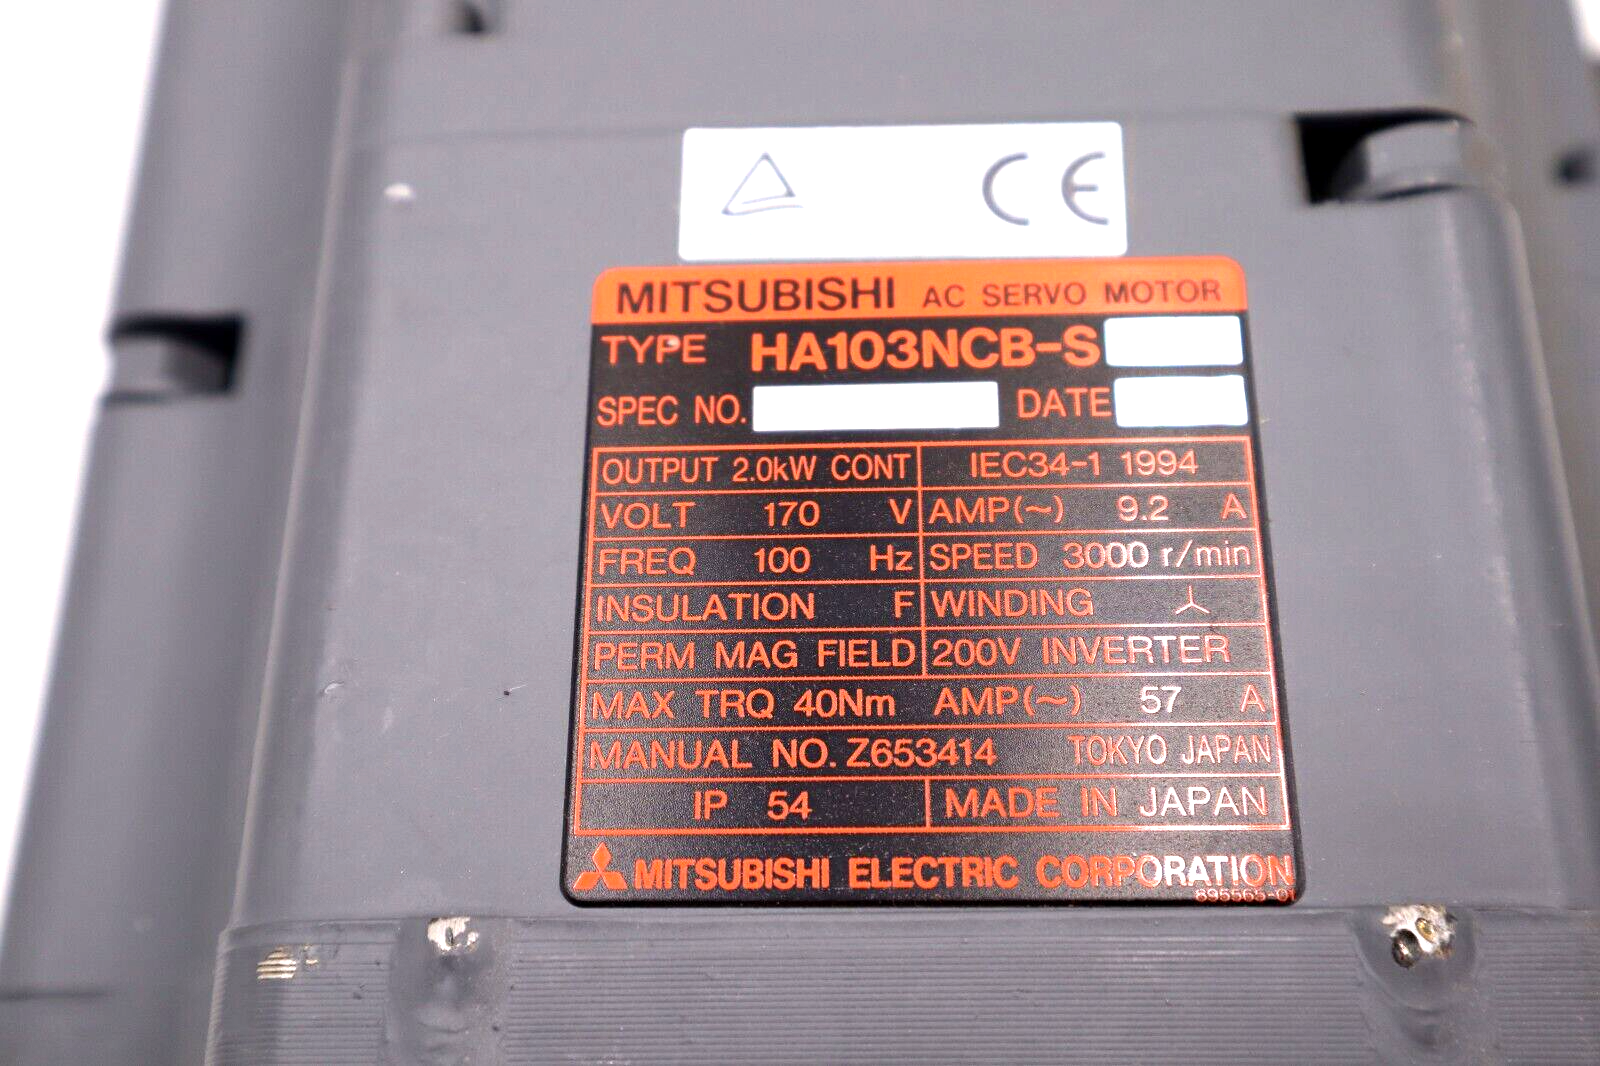 CE
MITSUBISHI AC SERVO MOTOR
TYPE HA103NCB-S
SPEC NO. DATE
OUTPUT 2.0kW CONT IEC34-1 1994
VOLT 170 V AMP(~) 9.2 A
FREQ 100 Hz SPEED 3000 r/min
INSULATION F WINDING
PERM MAG FIELD 200V INVERTER
MAX TRQ 40Nm AMP(~) 57 A
MANUAL NO. Z653414 TOKYO JAPAN
IP 54 MADE IN JAPAN
MITSUBISHI ELECTRIC CORPORATION
895565-01